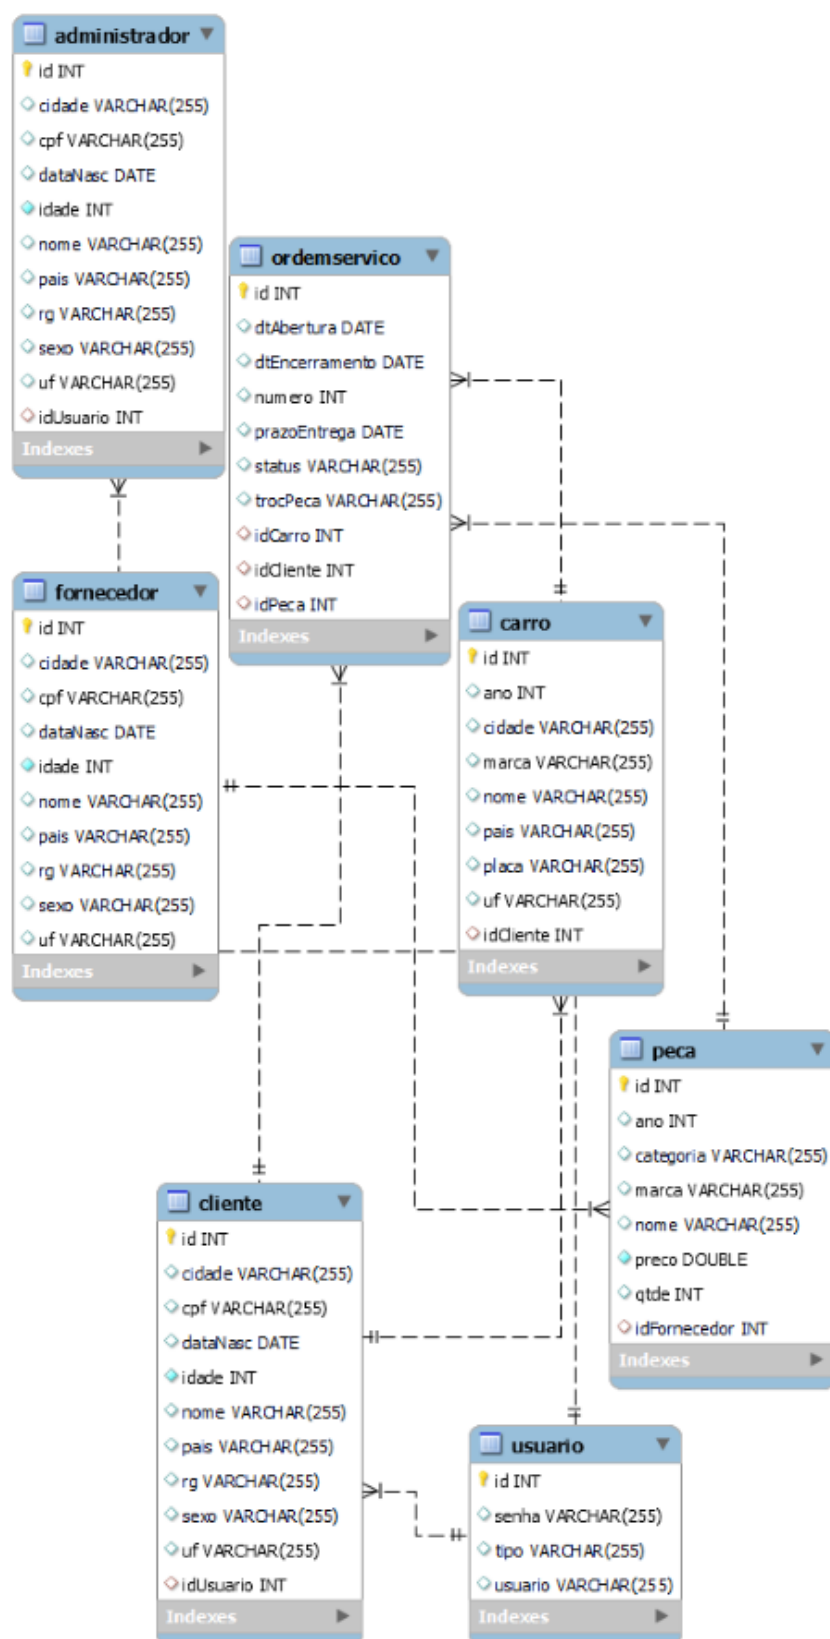 administrador
id INT
cidade VARCHAR(255)
cpf VARCHAR(255)
dataNasc DATE
idade INT
nome VARCHAR(255)
pais VARCHAR(255)
rg VARCHAR(255)
sexo VARCHAR(255)
uf VARCHAR(255)
idUsuario INT
Indexes
ordemservico
id INT
dtAbertura DATE
dtEncerramento DATE
numero INT
prazoEntrega DATE
status VARCHAR(255)
trocPeca VARCHAR(255)
idCarro INT
idCliente INT
idPeca INT
Indexes
fornecedor
id INT
cidade VARCHAR(255)
cpf VARCHAR(255)
dataNasc DATE
idade INT
nome VARCHAR(255)
pais VARCHAR(255)
rg VARCHAR(255)
sexo VARCHAR(255)
uf VARCHAR(255)
Indexes
carro
id INT
ano INT
cidade VARCHAR(255)
marca VARCHAR(255)
nome VARCHAR(255)
pais VARCHAR(255)
placa VARCHAR(255)
uf VARCHAR(255)
idCliente INT
Indexes
peca
id INT
ano INT
categoria VARCHAR(255)
marca VARCHAR(255)
nome VARCHAR(255)
preco DOUBLE
qtde INT
idFornecedor INT
Indexes
cliente
id INT
cidade VARCHAR(255)
cpf VARCHAR(255)
dataNasc DATE
idade INT
nome VARCHAR(255)
pais VARCHAR(255)
rg VARCHAR(255)
sexo VARCHAR(255)
uf VARCHAR(255)
idUsuario INT
Indexes
usuario
id INT
senha VARCHAR(255)
tipo VARCHAR(255)
usuario VARCHAR(255)
Indexes